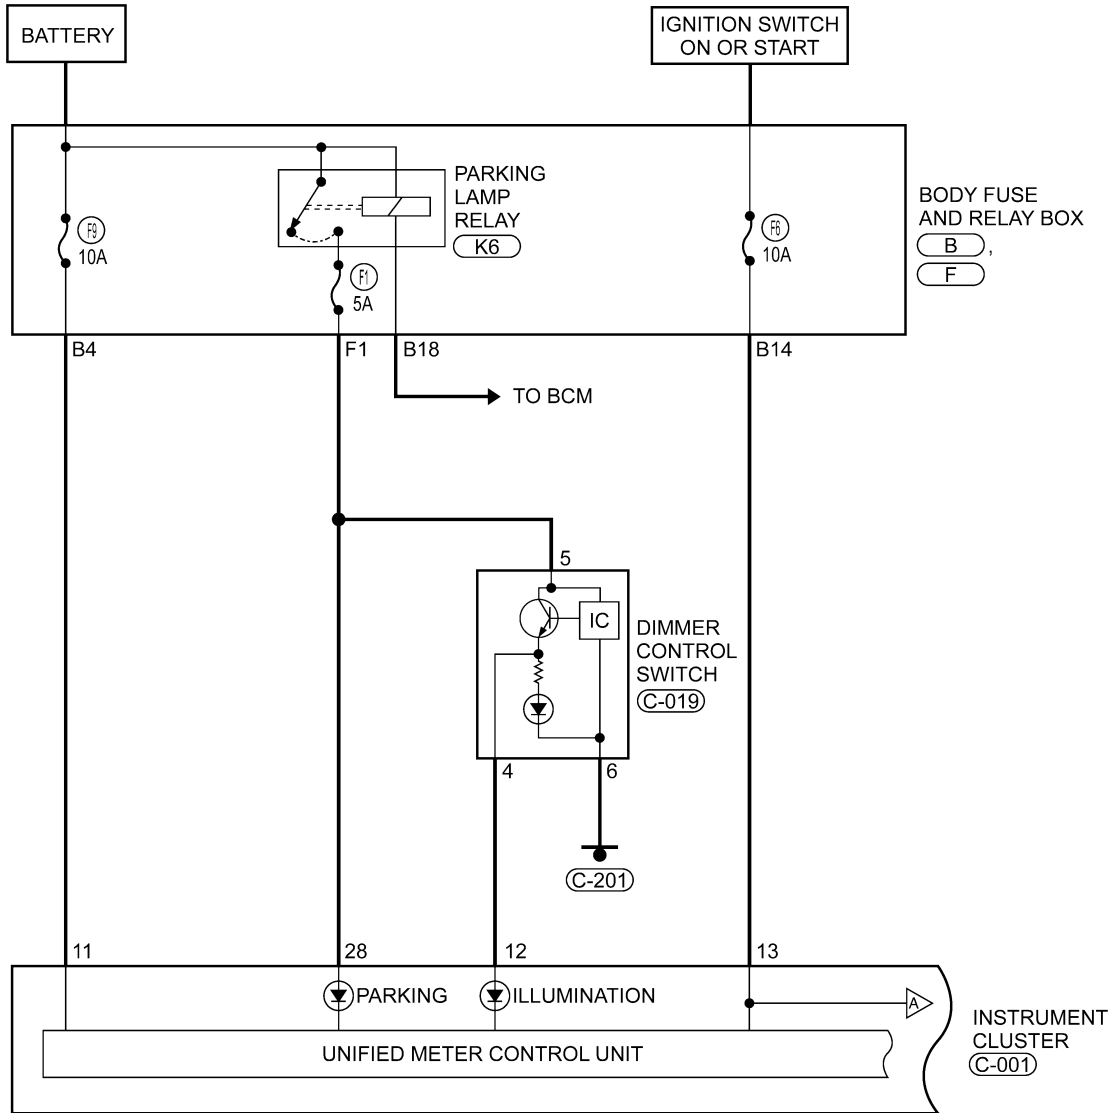 BATTERY
IGNITION SWITCH
ON OR START
PARKING
LAMP
RELAY
K6
BODY FUSE
AND RELAY BOX
B ,
F
F9
10A
F1
5A
F6
10A
B4
F1
B18
B14
TO BCM
5
IC
DIMMER
CONTROL
SWITCH
C-019
4
6
C-201
11
28
12
13
PARKING
ILLUMINATION
A
INSTRUMENT
CLUSTER
C-001
UNIFIED METER CONTROL UNIT